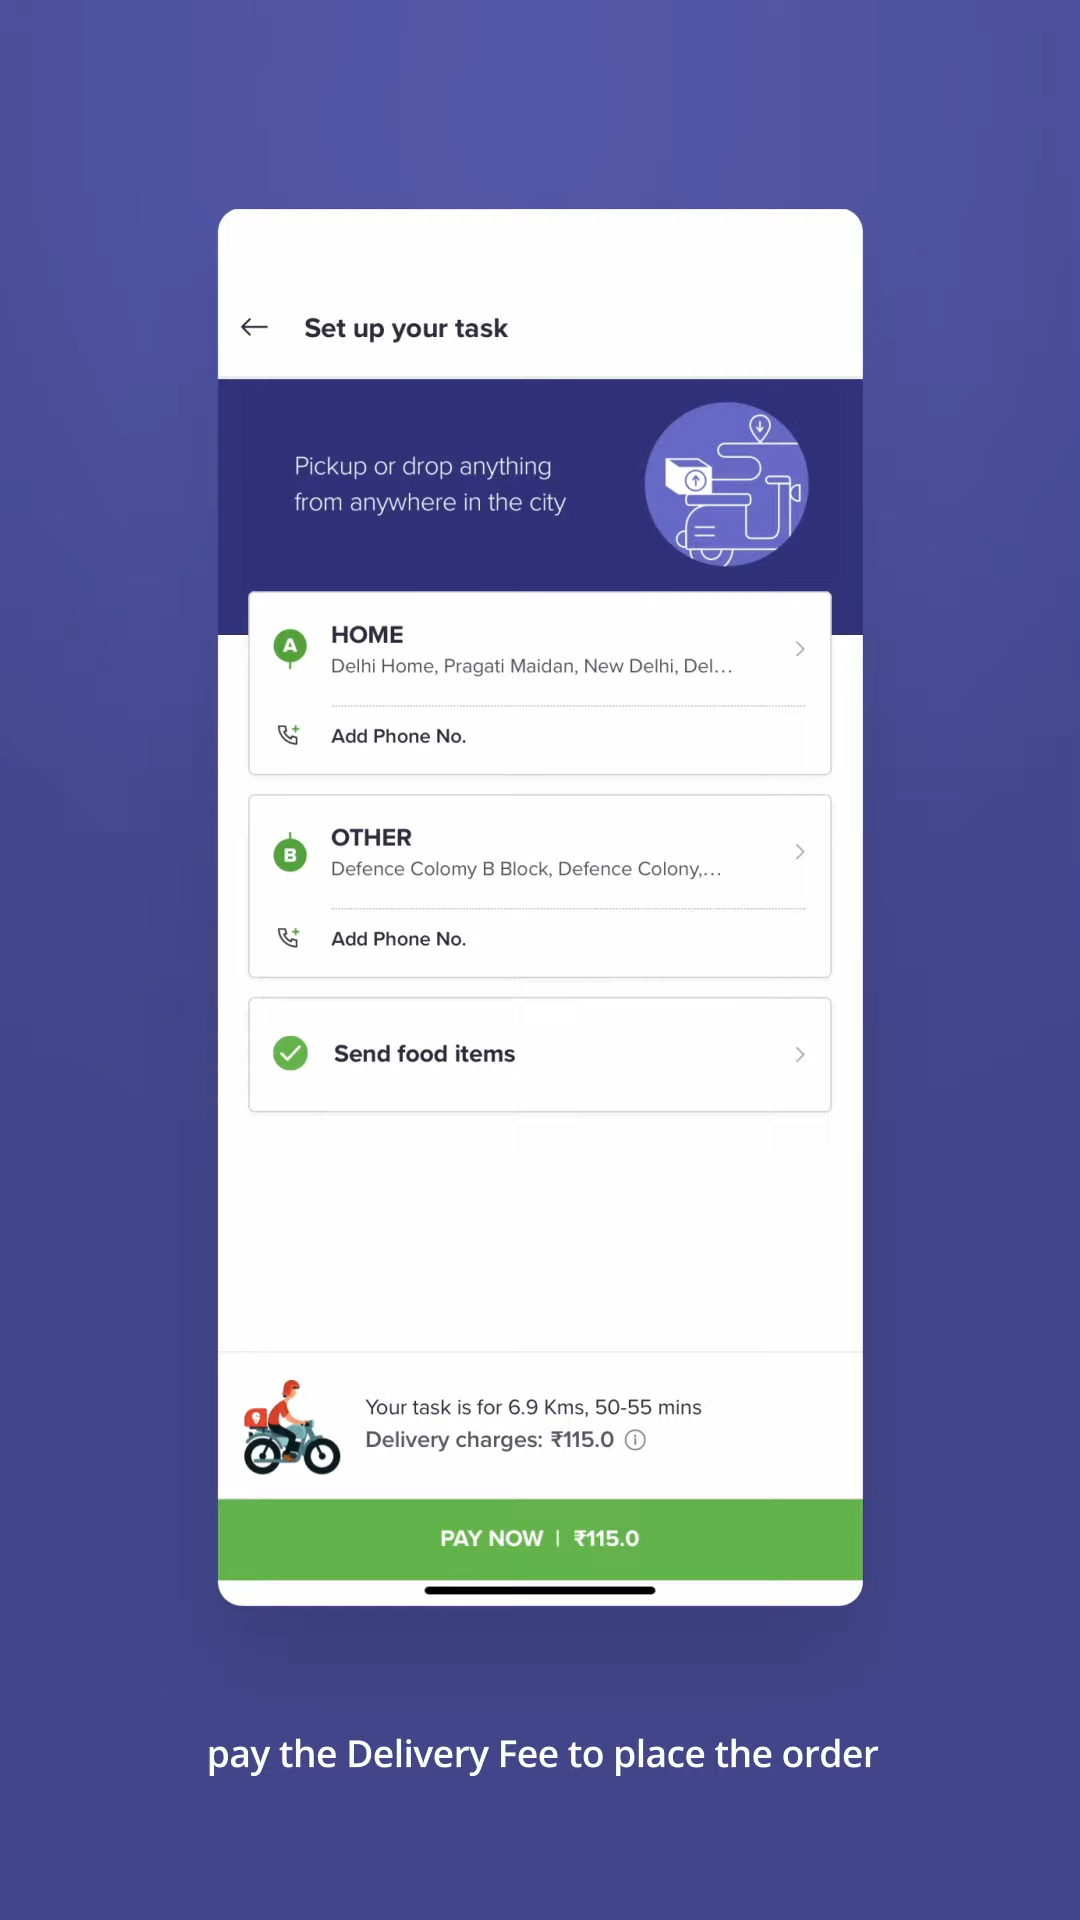 Set up your task
Pickup or drop anything
from anywhere in the city
A
HOME
Delhi Home, Pragati Maidan, New Delhi, Del...
Add Phone No.
B
OTHER
Defence Colomy B Block, Defence Colony,...
Add Phone No.
Send food items
Your task is for 6.9 Kms, 50-55 mins
Delivery charges: ₹115.0
PAY NOW | ₹115.0
pay the Delivery Fee to place the order